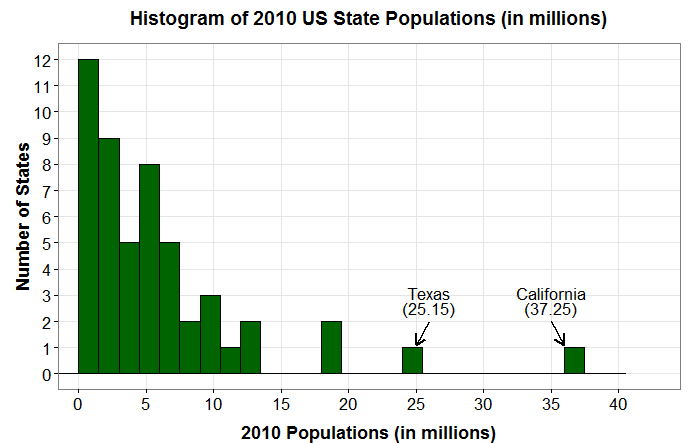 Histogram of 2010 US State Populations (in millions)
Number of States
12
11
10
9
8
7
6
5
4
3
2
1
0
Texas
(25.15)
California
(37.25)
0 5 10 15 20 25 30 35 40
2010 Populations (in millions)